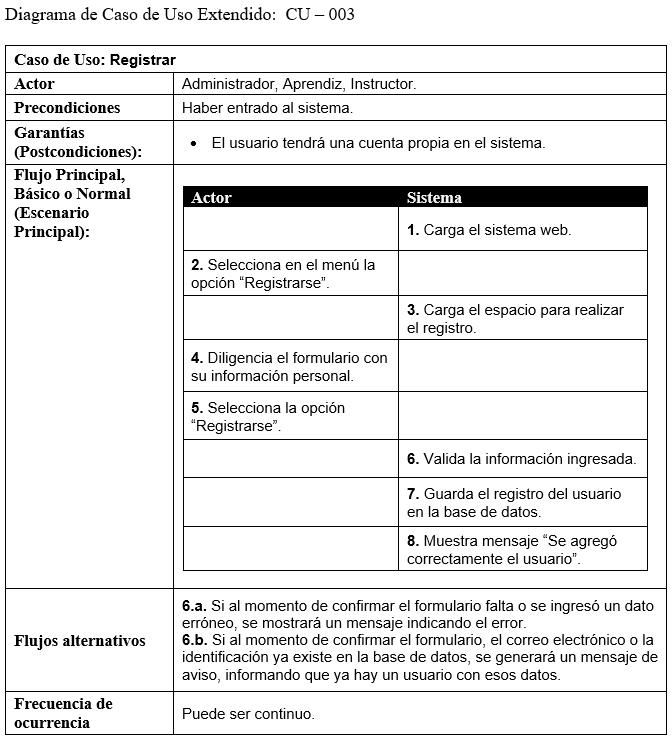 Diagrama de Caso de Uso Extendido: CU – 003
Caso de Uso: Registrar
Actor
Administrador, Aprendiz, Instructor.
Precondiciones
Haber entrado al sistema.
Garantías
(Postcondiciones):
• El usuario tendrá una cuenta propia en el sistema.
Flujo Principal,
Básico o Normal
(Escenario
Principal):
Actor
Sistema
1. Carga el sistema web.
2. Selecciona en el menú la
opción “Registrarse”.
3. Carga el espacio para realizar
el registro.
4. Diligencia el formulario con
su información personal.
5. Selecciona la opción
“Registrarse”.
6. Valida la información ingresada.
7. Guarda el registro del usuario
en la base de datos.
8. Muestra mensaje “Se agregó
correctamente el usuario”.
Flujos alternativos
6.a. Si al momento de confirmar el formulario falta o se ingresó un dato
erróneo, se mostrará un mensaje indicando el error.
6.b. Si al momento de confirmar el formulario, el correo electrónico o la
identificación ya existe en la base de datos, se generará un mensaje de
aviso, informando que ya hay un usuario con esos datos.
Frecuencia de
ocurrencia
Puede ser continuo.